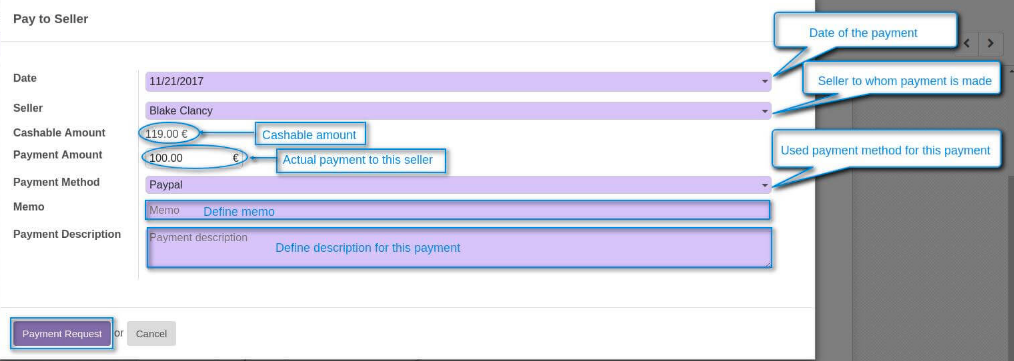 Pay to Seller
Date of the payment
Date
11/21/2017
Seller to whom payment is made
Seller
Blake Clancy
Cashable Amount
119.00 €
Cashable amount
Payment Amount
100.00 €
Actual payment to this seller
Used payment method for this payment
Payment Method
Paypal
Memo
Memo
Define memo
Payment Description
Payment description
Define description for this payment
Payment Request or Cancel